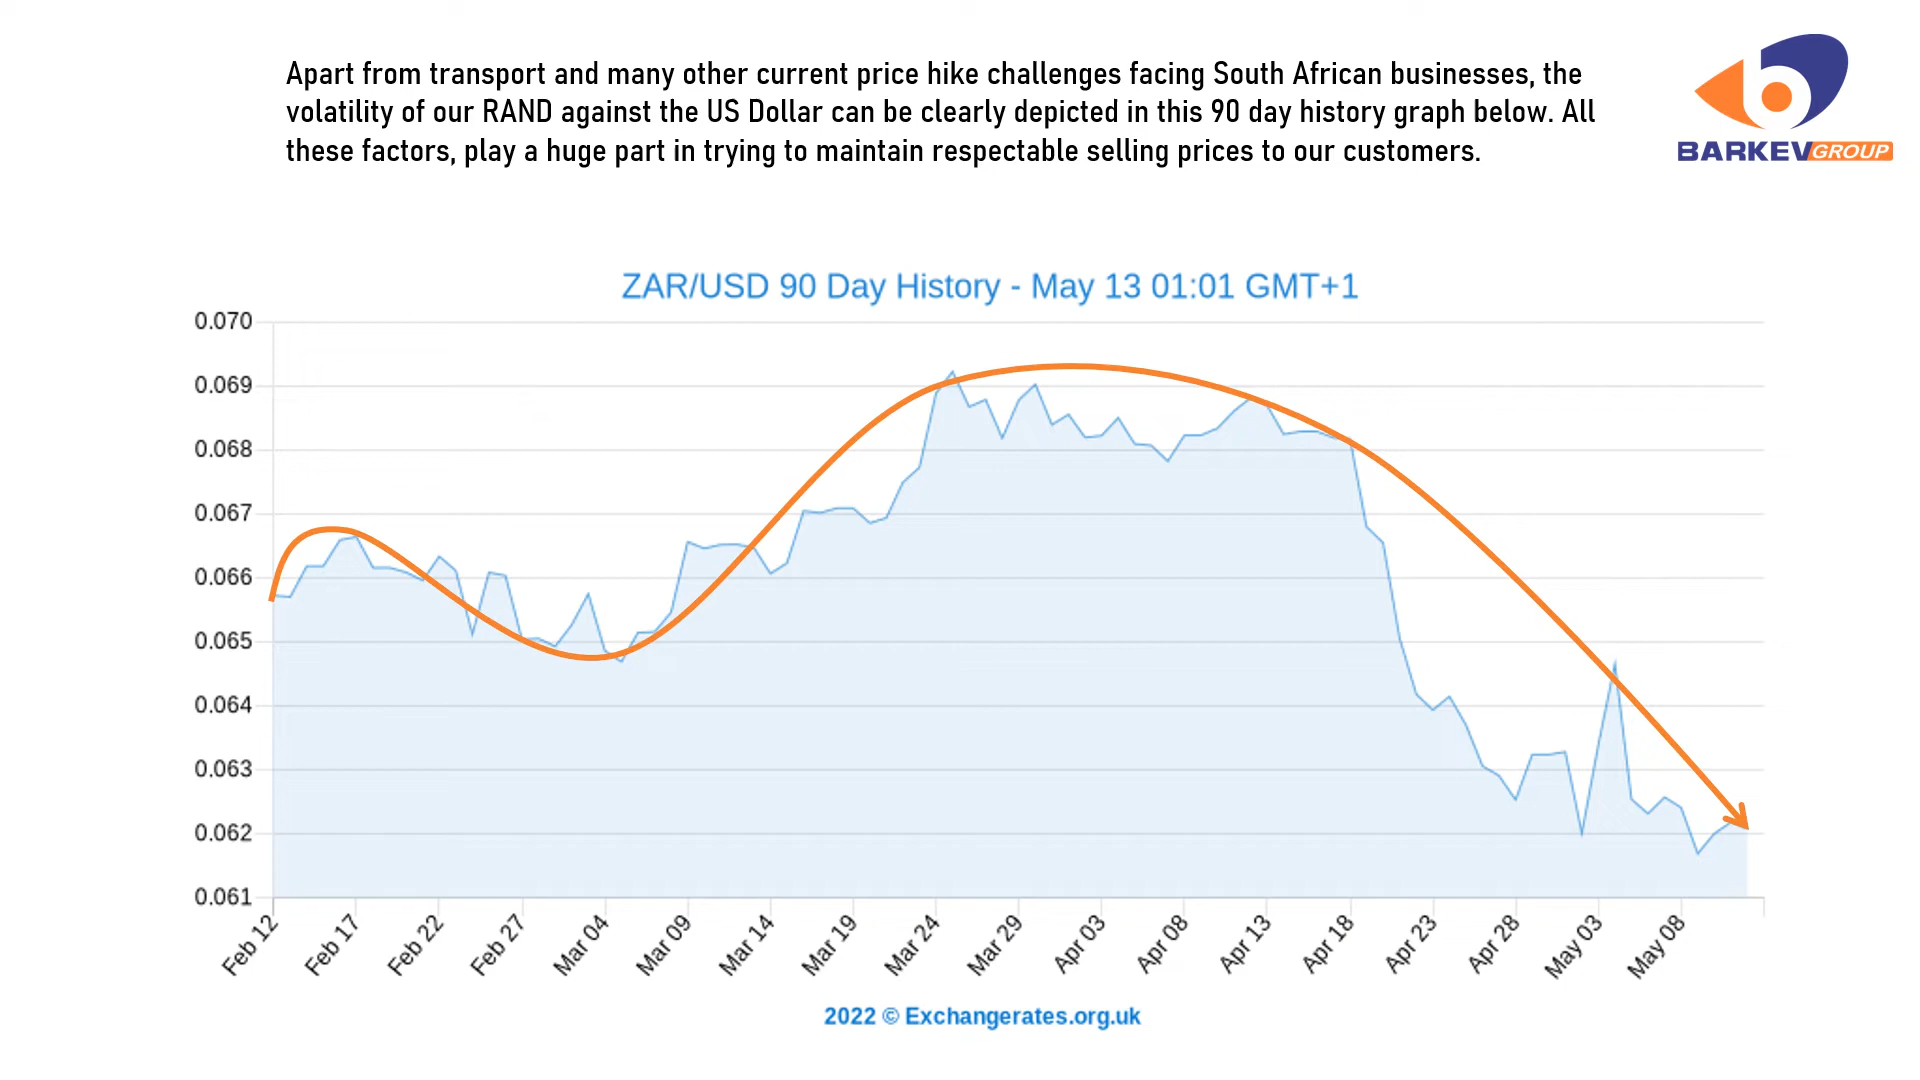 Apart from transport and many other current price hike challenges facing South African businesses, the
volatility of our RAND against the US Dollar can be clearly depicted in this 90 day history graph below. All
these factors, play a huge part in trying to maintain respectable selling prices to our customers.
BARKEV GROUP
ZAR/USD 90 Day History - May 13 01:01 GMT+1
0.070
0.069
0.068
0.067
0.066
0.065
0.064
0.063
0.062
0.061
Feb 12
Feb 17
Feb 22
Feb 27
Mar 04
Mar 09
Mar 14
Mar 19
Mar 24
Mar 29
Apr 03
Apr 08
Apr 13
Apr 18
Apr 23
Apr 28
May 03
May 08
2022 © Exchangerates.org.uk